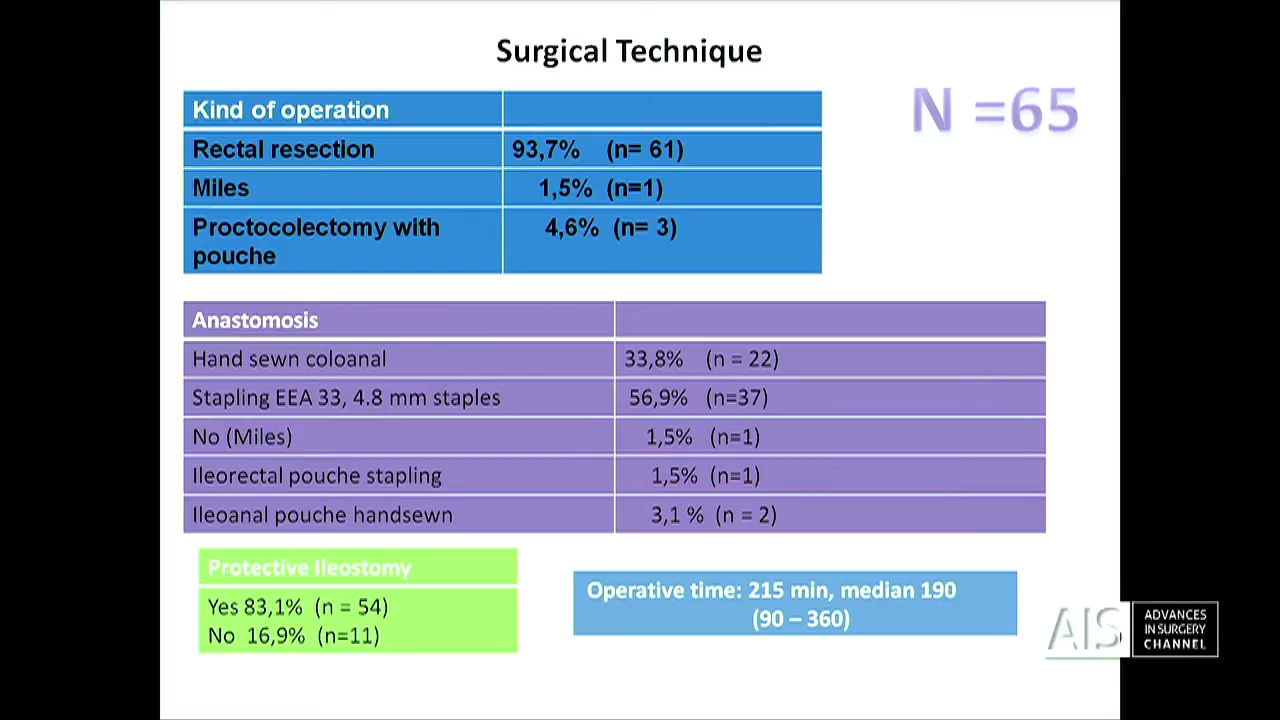 Surgical Technique
N =65
Kind of operation
Rectal resection 93,7% (n= 61)
Miles 1,5% (n=1)
Proctocolectomy with 4,6% (n= 3)
pouche
Anastomosis
Hand sewn coloanal 33,8% (n = 22)
Stapling EEA 33, 4.8 mm staples 56,9% (n=37)
No (Miles) 1,5% (n=1)
Ileorectal pouche stapling 1,5% (n=1)
Ileoanal pouche handsewn 3,1 % (n = 2)
Protective Ileostomy
Yes 83,1% (n = 54)
No 16,9% (n=11)
Operative time: 215 min, median 190
(90 – 360)
AIS
ADVANCES
IN SURGERY
CHANNEL